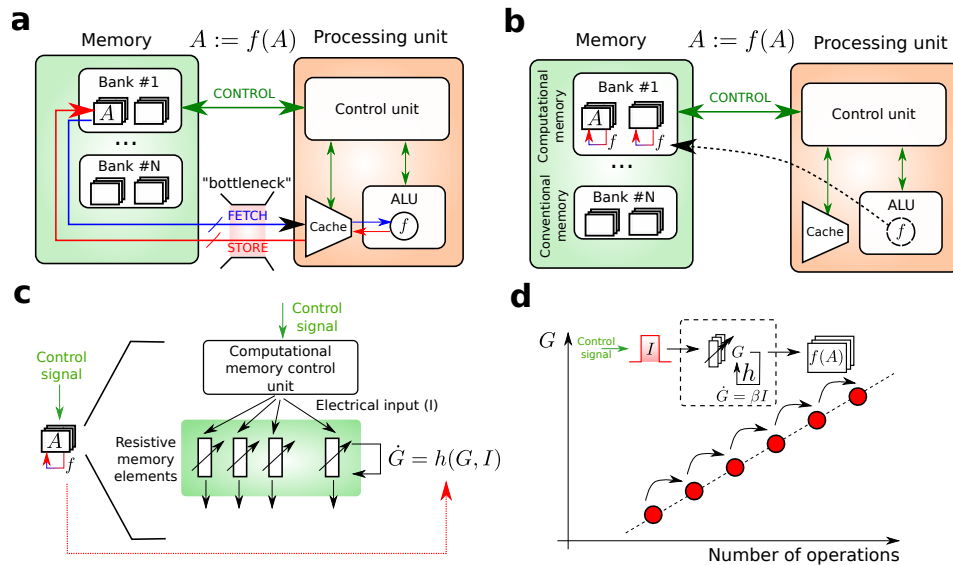 a
Memory
A := f(A)
Processing unit
Bank #1
A
CONTROL
Control unit
...
Bank #N
"bottleneck"
FETCH
STORE
Cache
ALU
f
b
Memory
A := f(A)
Processing unit
Computational
memory
Bank #1
A
f
f
CONTROL
Control unit
...
Conventional
memory
Bank #N
Cache
ALU
f
c
Control
signal
A
f
Control
signal
Computational
memory control
unit
Electrical input (I)
Resistive
memory
elements
Ġ = h(G, I)
d
G
Control
signal
I
G
h
Ġ = βI
f(A)
Number of operations